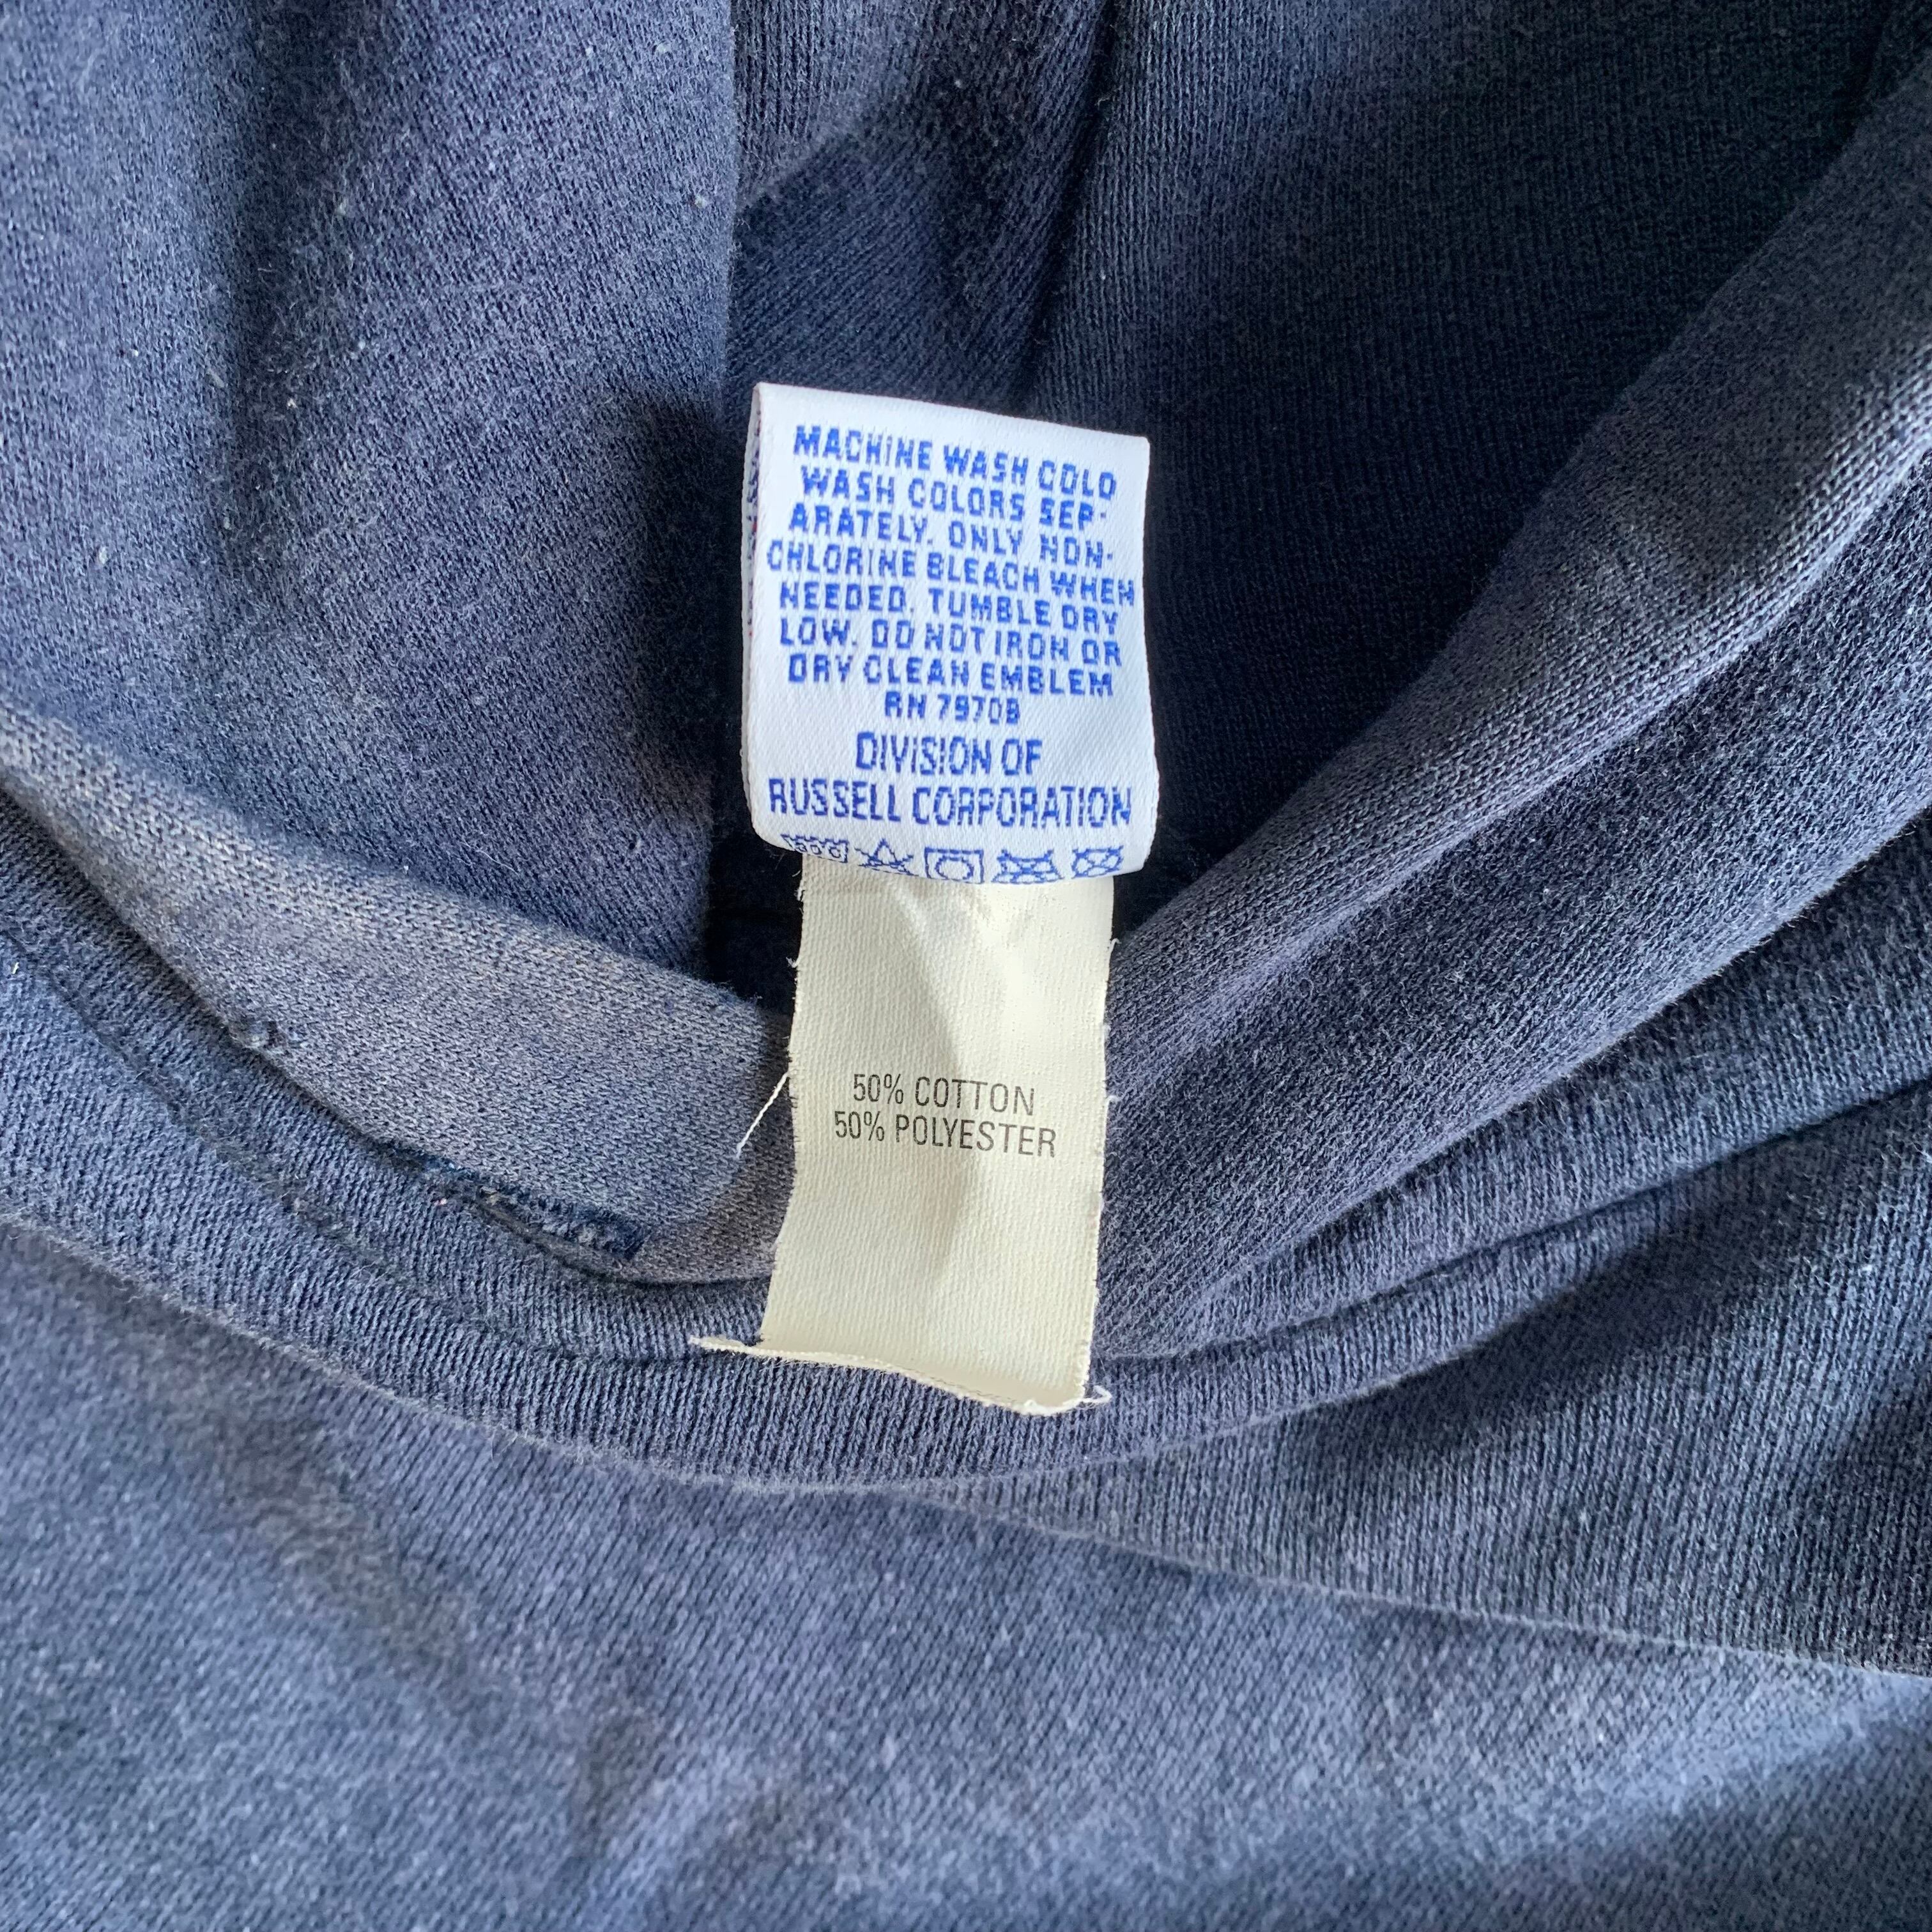 MACHINE WASH COLD
WASH COLORS SEP-
ARATELY. ONLY NON-
CHLORINE BLEACH WHEN
NEEDED. TUMBLE DRY
LOW. DO NOT IRON OR
DRY CLEAN EMBLEM
RN 79708
DIVISION OF
RUSSELL CORPORATION
50% COTTON
50% POLYESTER